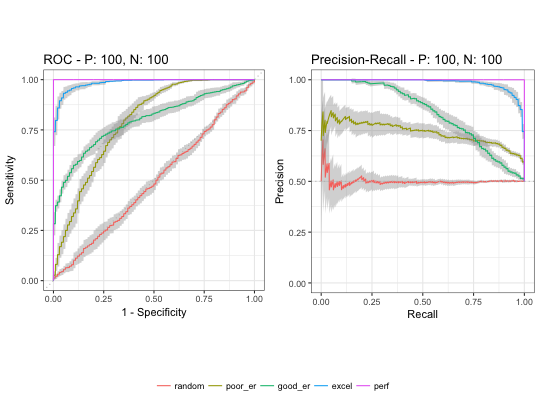 ROC - P: 100, N: 100
Sensitivity
1.00
0.75
0.50
0.25
0.00
0.00 0.25 0.50 0.75 1.00
1 - Specificity
Precision-Recall - P: 100, N: 100
Precision
1.00
0.75
0.50
0.25
0.00
0.00 0.25 0.50 0.75 1.00
Recall
random poor_er good_er excel perf